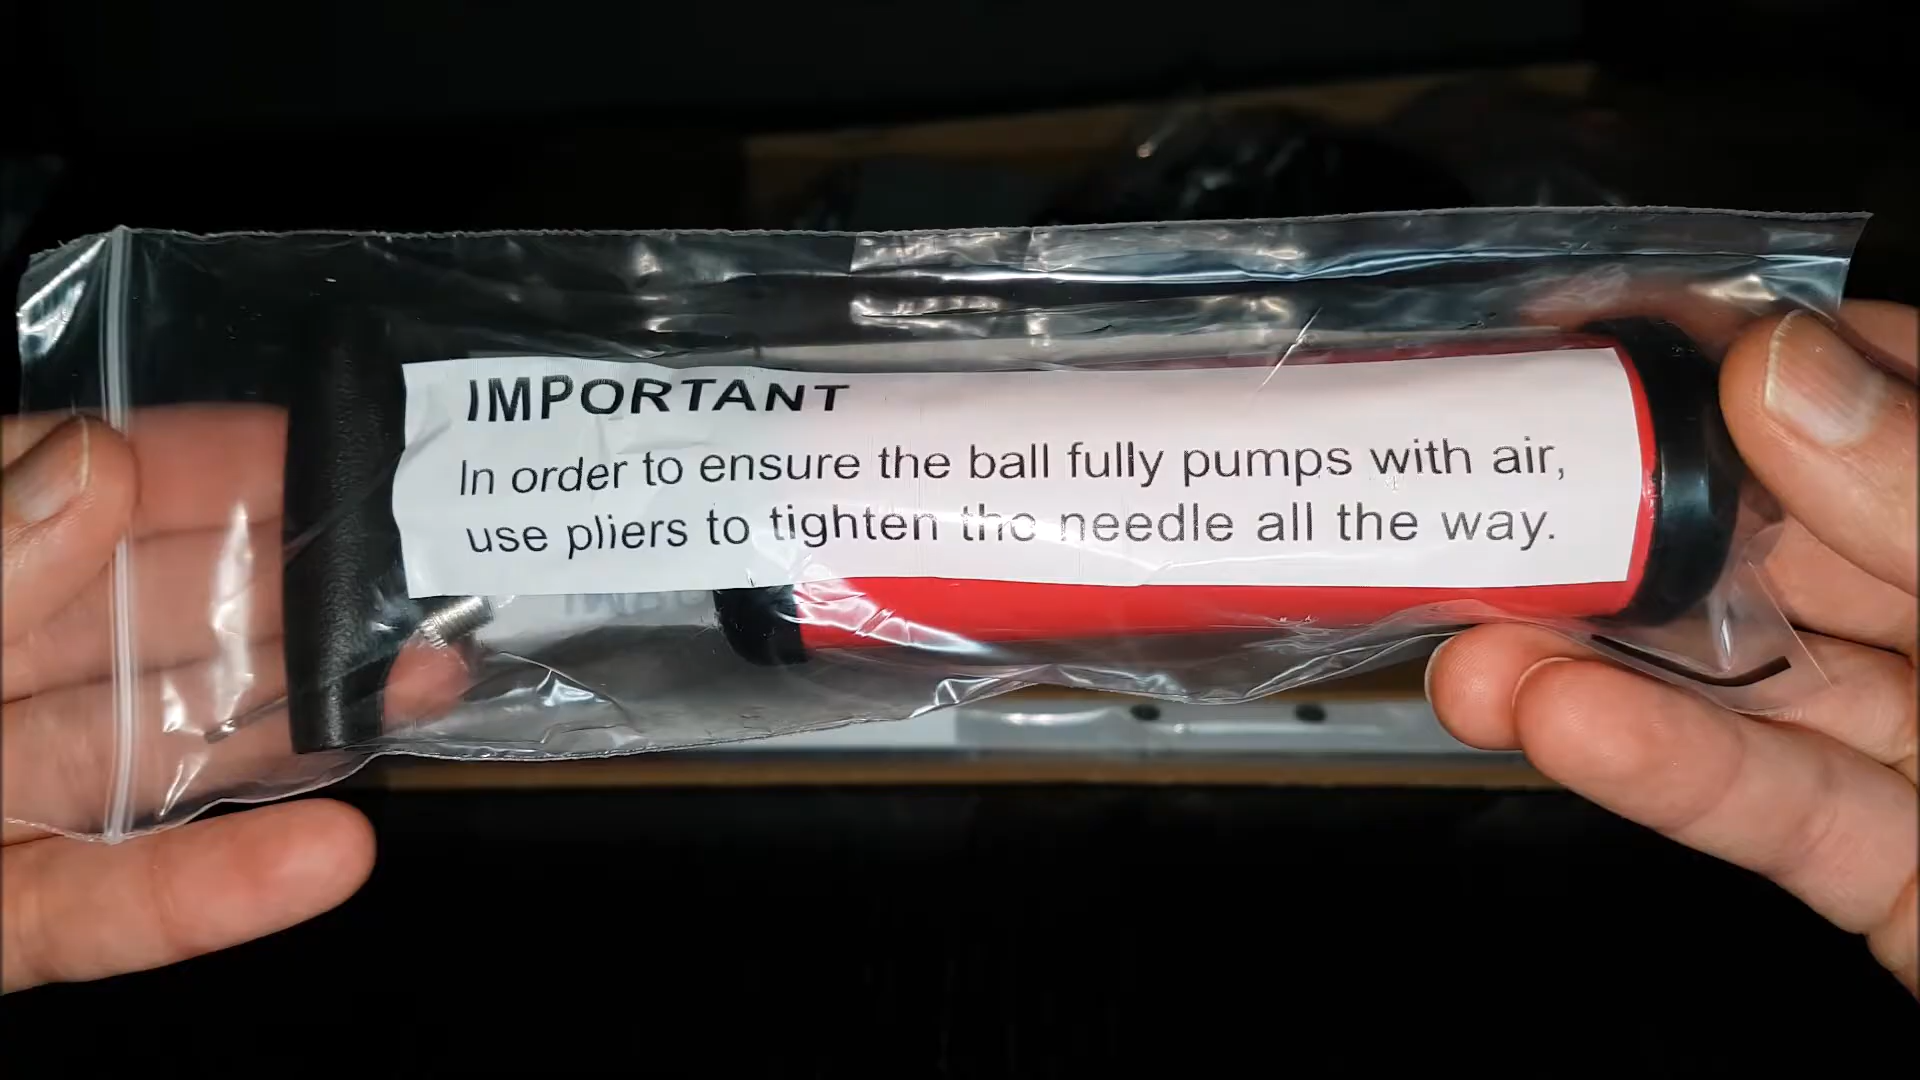 IMPORTANT
In order to ensure the ball fully pumps with air,
use pliers to tighten the needle all the way.